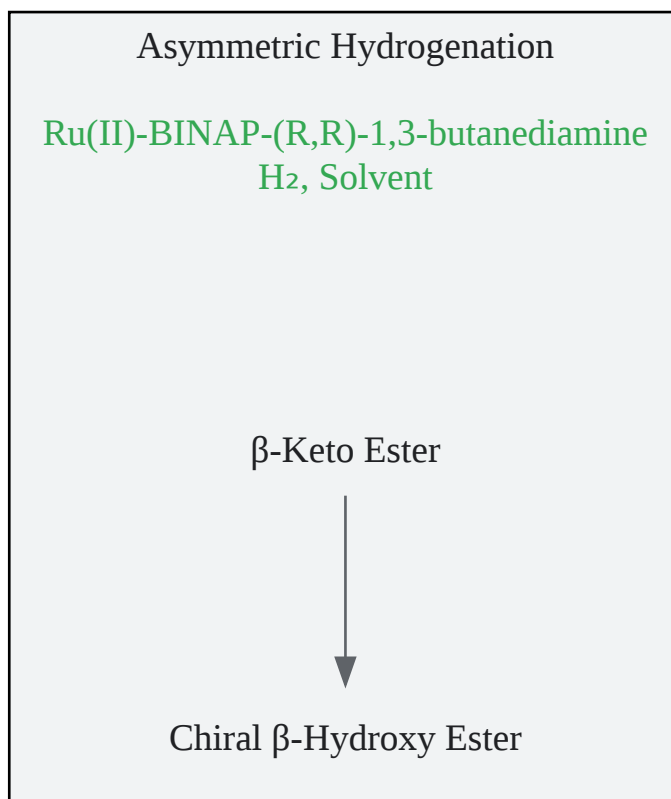 Asymmetric Hydrogenation
Ru(II)-BINAP-(R,R)-1,3-butanediamine
H₂, Solvent
β-Keto Ester
Chiral β-Hydroxy Ester